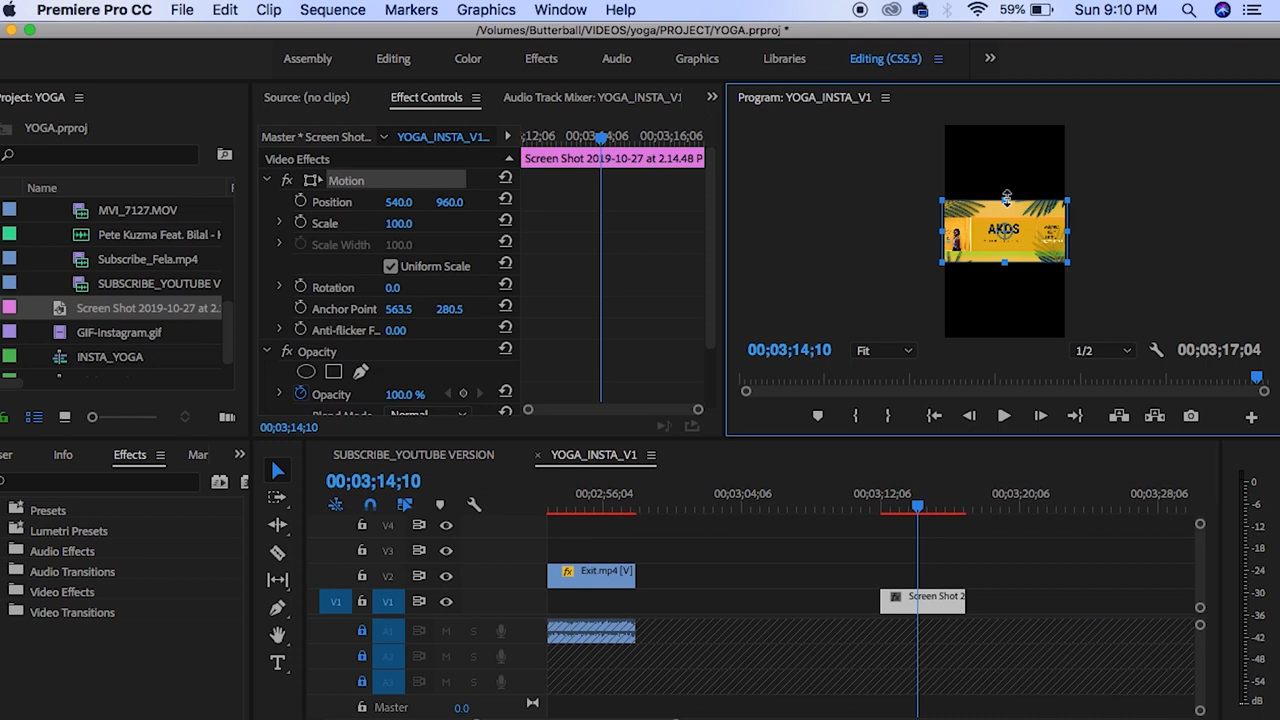 Premiere Pro CC File Edit Clip Sequence Markers Graphics Window Help 59% Sun 9:10 PM
/Volumes/Butterball/VIDEOS/yoga/PROJECT/YOGA.prproj *
Assembly Editing Color Effects Audio Graphics Libraries Editing (CS5.5)
Project: YOGA
Source: (no clips) Effect Controls Audio Track Mixer: YOGA_INSTA_V1
Program: YOGA_INSTA_V1
YOGA.prproj
Master * Screen Shot... YOGA_INSTA_V1... ;12;06 00;03;14;06 00;03;16;06
Video Effects
Screen Shot 2019-10-27 at 2.14.48 P
fx Motion
Name
Position 540.0 960.0
MVI_7127.MOV
Scale 100.0
Pete Kuzma Feat. Bilal - H
Scale Width 100.0
AKOS
Subscribe_Fela.mp4
Uniform Scale
SUBSCRIBE_YOUTUBE V
Rotation 0.0
Screen Shot 2019-10-27 at 2.
Anchor Point 563.5 280.5
GIF-Instagram.gif
Anti-flicker F... 0.00
INSTA_YOGA
fx Opacity
00;03;14;10 Fit 1/2 00;03;17;04
Opacity 100.0 %
Blend Mode Normal
00;03;14;10
ser Info Effects Mar
SUBSCRIBE_YOUTUBE VERSION × YOGA_INSTA_V1
00;03;14;10
00;02;56;04 00;03;04;06 00;03;12;06 00;03;20;06 00;03;28;06
Presets
Lumetri Presets
Audio Effects
Audio Transitions
Video Effects
Video Transitions
V4
V3
V2 fx Exit.mp4 [V]
V1 V1 fx Screen Shot 2
A1 M S
A2 M S
A3 M S
Master 0.0
0
-6
-12
-18
-24
-30
-36
-42
-48
-54
dB